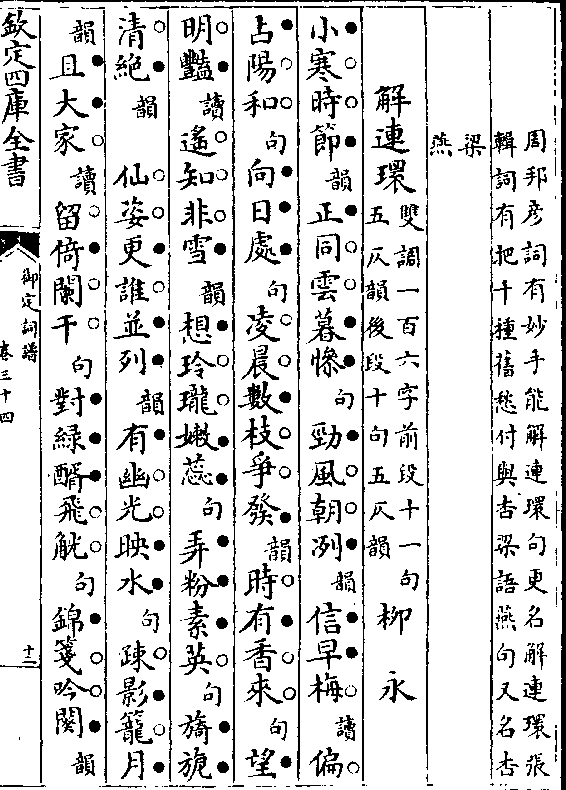 周邦彥詞有妙手能解連環句更名解連環張
輯詞有把千種舊愁付與杏梁語燕句又名杏
梁
燕
解連環雙調一百六字前段十一句
五仄韻後段十句五仄韻
柳永
小寒時節韻正同雲暮慘句勁風朝冽韻信早梅讀偏
占陽和句向日處句凌晨數枝爭發韻時有香來句望
明豔讀遙知非雪韻想玲瓏嫩蕊句弄粉素英句旖旎
清絶韻 仙姿更誰並列韻有幽光映水句疎影籠月
韻且大家讀留倚闌干句對綠醑飛觥句錦箋吟闋韻
欽定四庫全書
御定詞譜
卷三十四
十二